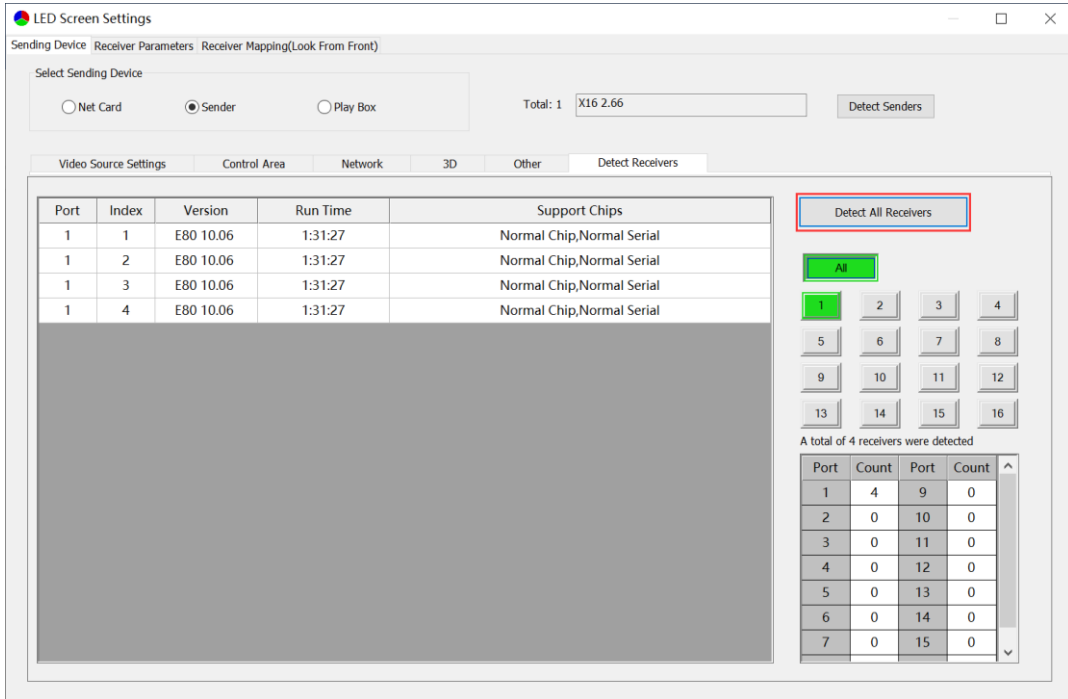 LED Screen Settings
Sending Device Receiver Parameters Receiver Mapping(Look From Front)
Select Sending Device
Net Card Sender Play Box Total: 1 X16 2.66 Detect Senders
Video Source Settings Control Area Network 3D Other Detect Receivers
Port Index Version Run Time Support Chips
1 1 E80 10.06 1:31:27 Normal Chip,Normal Serial
1 2 E80 10.06 1:31:27 Normal Chip,Normal Serial
1 3 E80 10.06 1:31:27 Normal Chip,Normal Serial
1 4 E80 10.06 1:31:27 Normal Chip,Normal Serial
Detect All Receivers
All
1 2 3 4
5 6 7 8
9 10 11 12
13 14 15 16
A total of 4 receivers were detected
Port Count Port Count
1 4 9 0
2 0 10 0
3 0 11 0
4 0 12 0
5 0 13 0
6 0 14 0
7 0 15 0